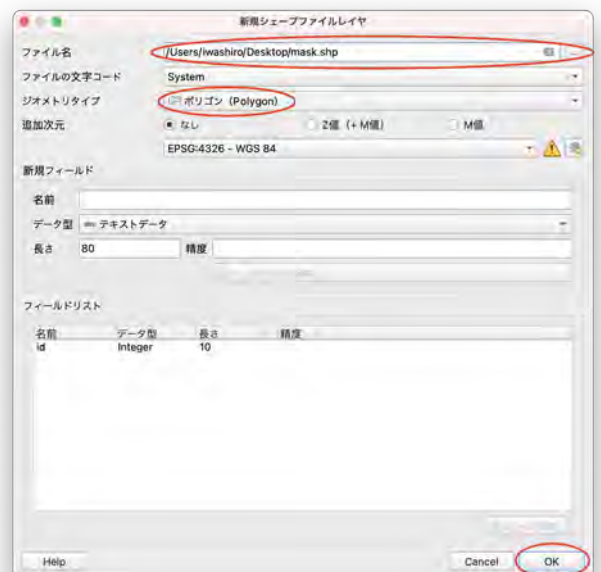 新規シェープファイルレイヤ
ファイル名 /Users/iwashiro/Desktop/mask.shp
ファイルの文字コード System
ジオメトリタイプ ポリゴン (Polygon)
追加次元 なし Z値 (+ M値) M値
EPSG:4326 - WGS 84
新規フィールド
名前
データ型 abc テキストデータ
長さ 80 精度
フィールドリスト
名前 データ型 長さ 精度
id Integer 10
Help Cancel OK